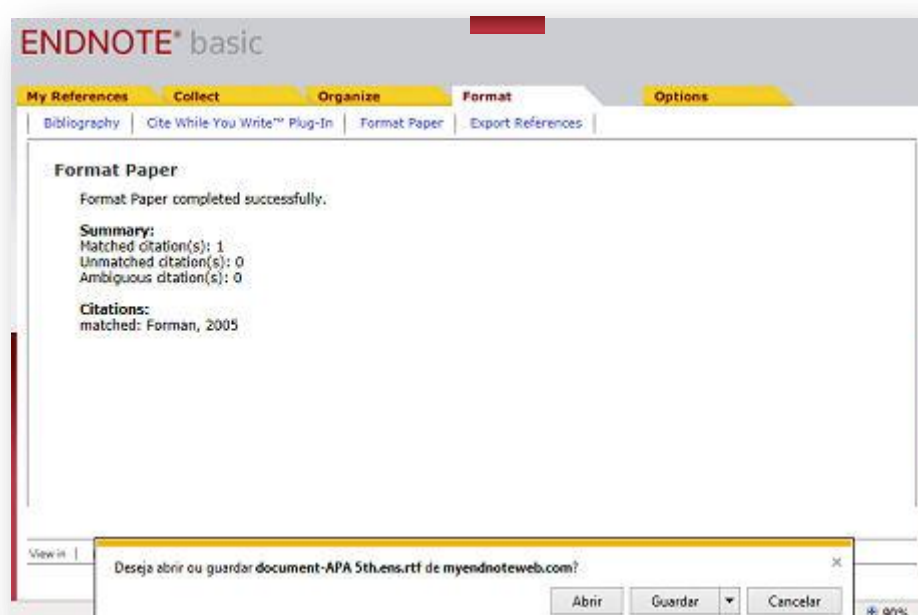 ENDNOTE® basic
My References Collect Organize Format Options
Bibliography | Cite While You Write™ Plug-In | Format Paper | Export References |
Format Paper
Format Paper completed successfully.
Summary:
Matched citation(s): 1
Unmatched citation(s): 0
Ambiguous citation(s): 0
Citations:
matched: Forman, 2005
View in |
Deseja abrir ou guardar document-APA 5th.ens.rtf de myendnoteweb.com? ×
Abrir Guardar ▼ Cancelar
90%